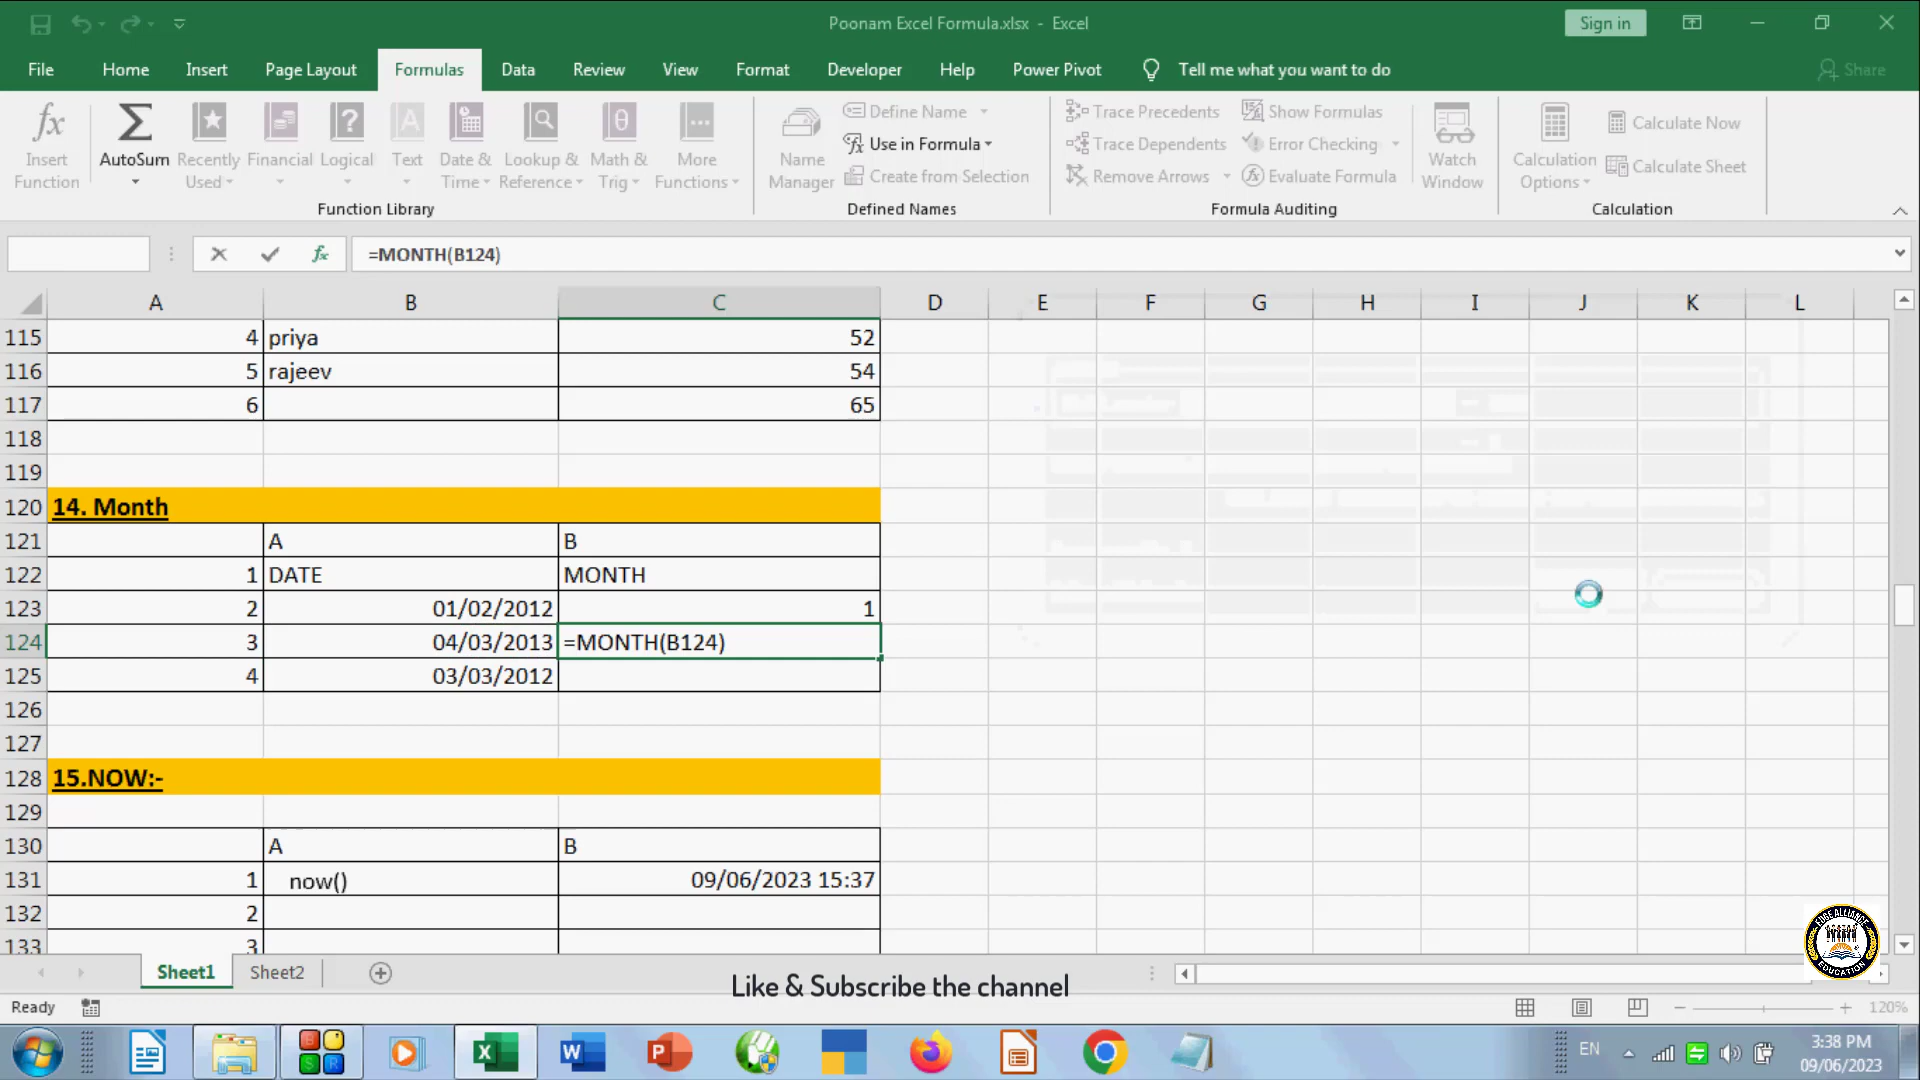 Poonam Excel Formula.xlsx - Excel
Sign in
File Home Insert Page Layout Formulas Data Review View Format Developer Help Power Pivot Tell me what you want to do Share
Insert Function
AutoSum
Recently Used
Financial
Logical
Text
Date & Time
Lookup & Reference
Math & Trig
More Functions
Function Library
Name Manager
Define Name
Use in Formula
Create from Selection
Defined Names
Trace Precedents
Trace Dependents
Remove Arrows
Show Formulas
Error Checking
Evaluate Formula
Watch Window
Formula Auditing
Calculation Options
Calculate Now
Calculate Sheet
Calculation
fx =MONTH(B124)
A B C D E F G H I J K L
115 4 priya 52
116 5 rajeev 54
117 6 65
118
119
120 14. Month
121 A B
122 1 DATE MONTH
123 2 01/02/2012 1
124 3 04/03/2013 =MONTH(B124)
125 4 03/03/2012
126
127
128 15.NOW:-
129
130 A B
131 1 now() 09/06/2023 15:37
132 2
133 3
EDGE ALLIANCE EDUCATION
Sheet1 Sheet2
Like & Subscribe the channel
Ready 120%
EN 3:38 PM
09/06/2023